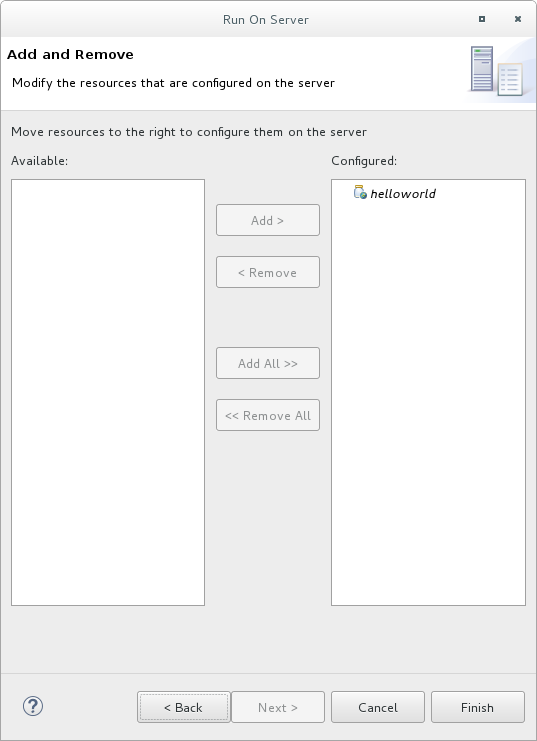 Run On Server
Add and Remove
Modify the resources that are configured on the server
Move resources to the right to configure them on the server
Available:
Configured:
helloworld
Add >
< Remove
Add All >>
<< Remove All
?
< Back
Next >
Cancel
Finish